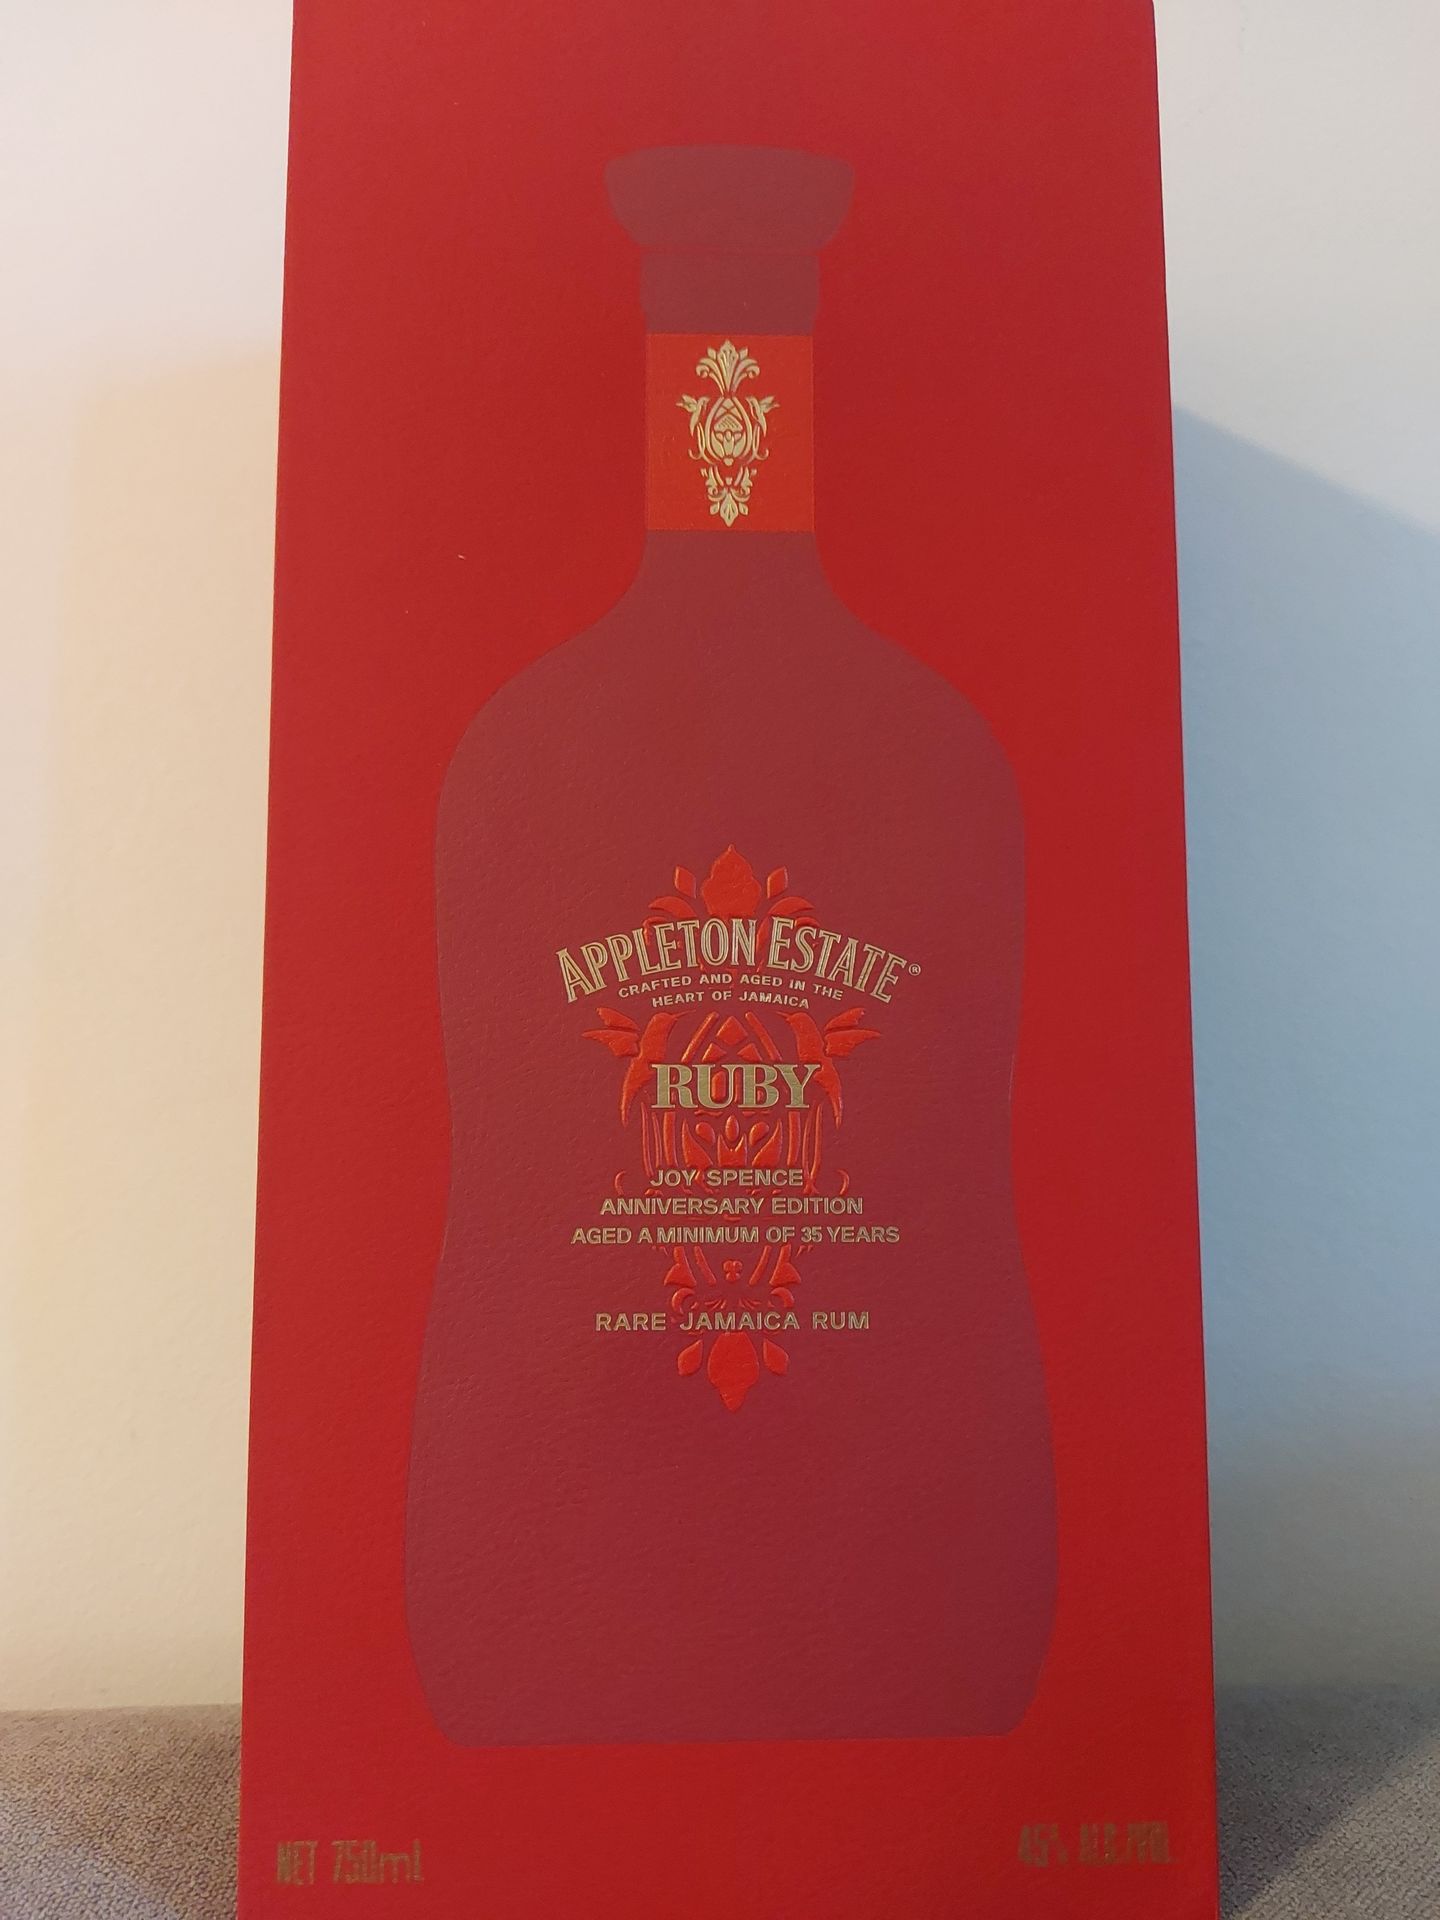 APPLETON ESTATE®
CRAFTED AND AGED IN THE
HEART OF JAMAICA
RUBY
JOY SPENCE
ANNIVERSARY EDITION
AGED A MINIMUM OF 35 YEARS
RARE JAMAICA RUM
NET 750ml
45% ALC./VOL.